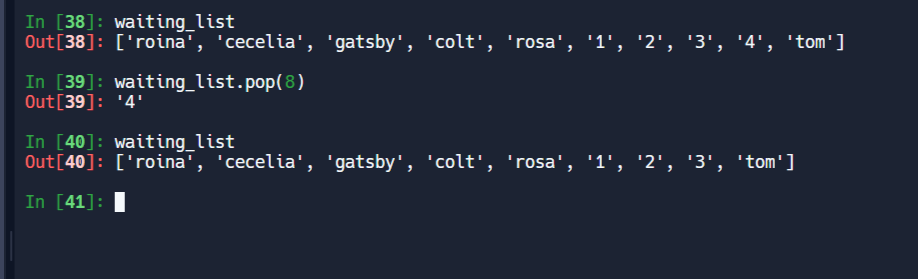 In [38]: waiting_list
Out[38]: ['roina', 'cecelia', 'gatsby', 'colt', 'rosa', '1', '2', '3', '4', 'tom']
In [39]: waiting_list.pop(8)
Out[39]: '4'
In [40]: waiting_list
Out[40]: ['roina', 'cecelia', 'gatsby', 'colt', 'rosa', '1', '2', '3', 'tom']
In [41]: